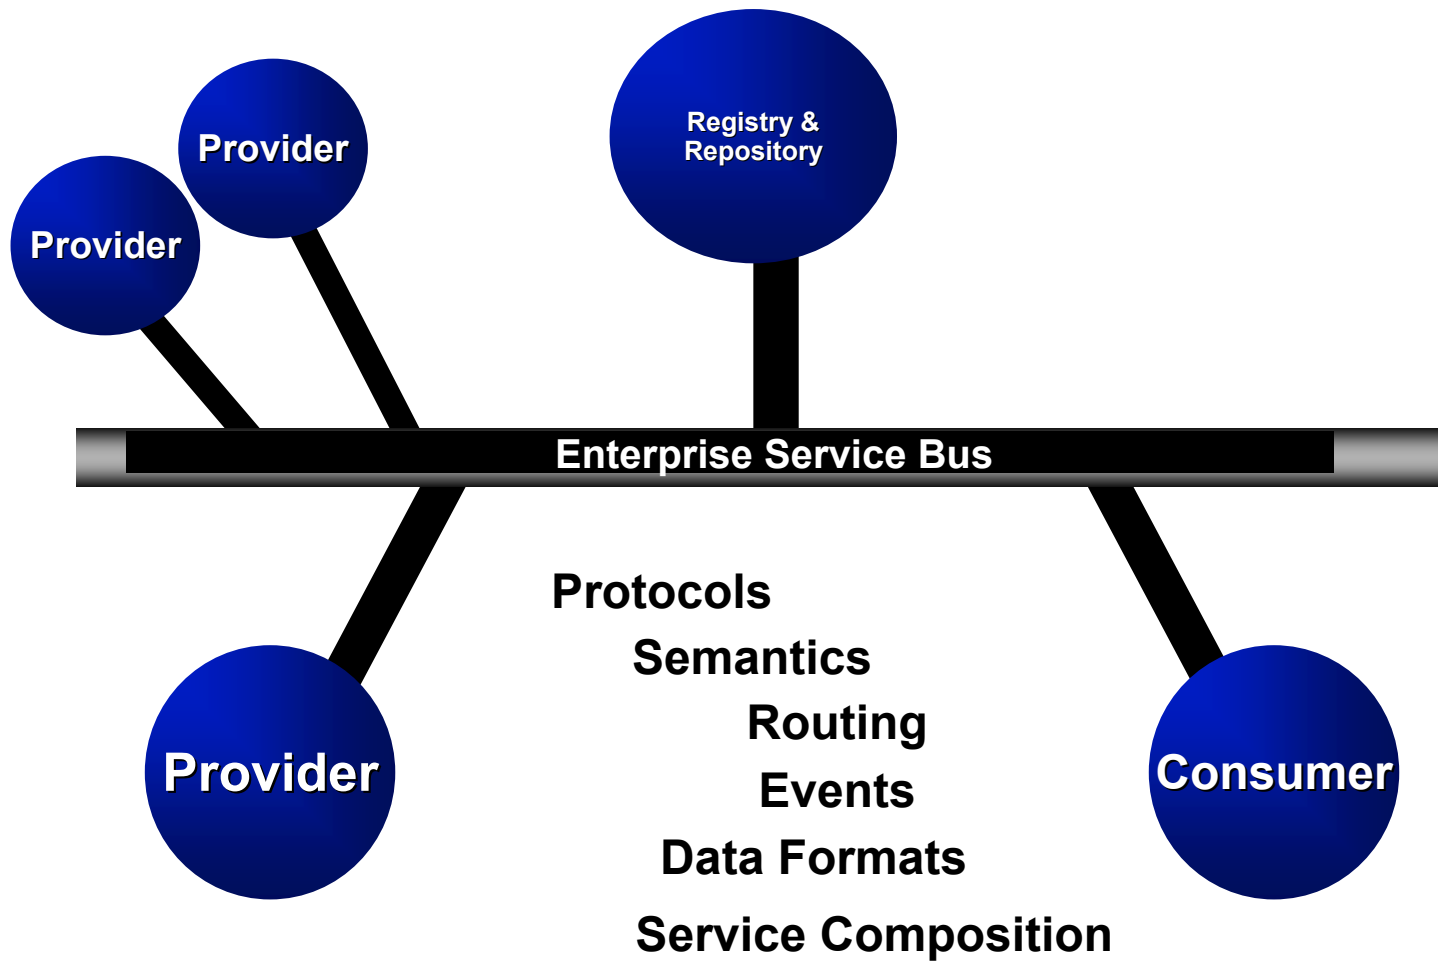 Provider
Provider
Registry &
Repository
Enterprise Service Bus
Protocols
Semantics
Routing
Provider
Consumer
Events
Data Formats
Service Composition